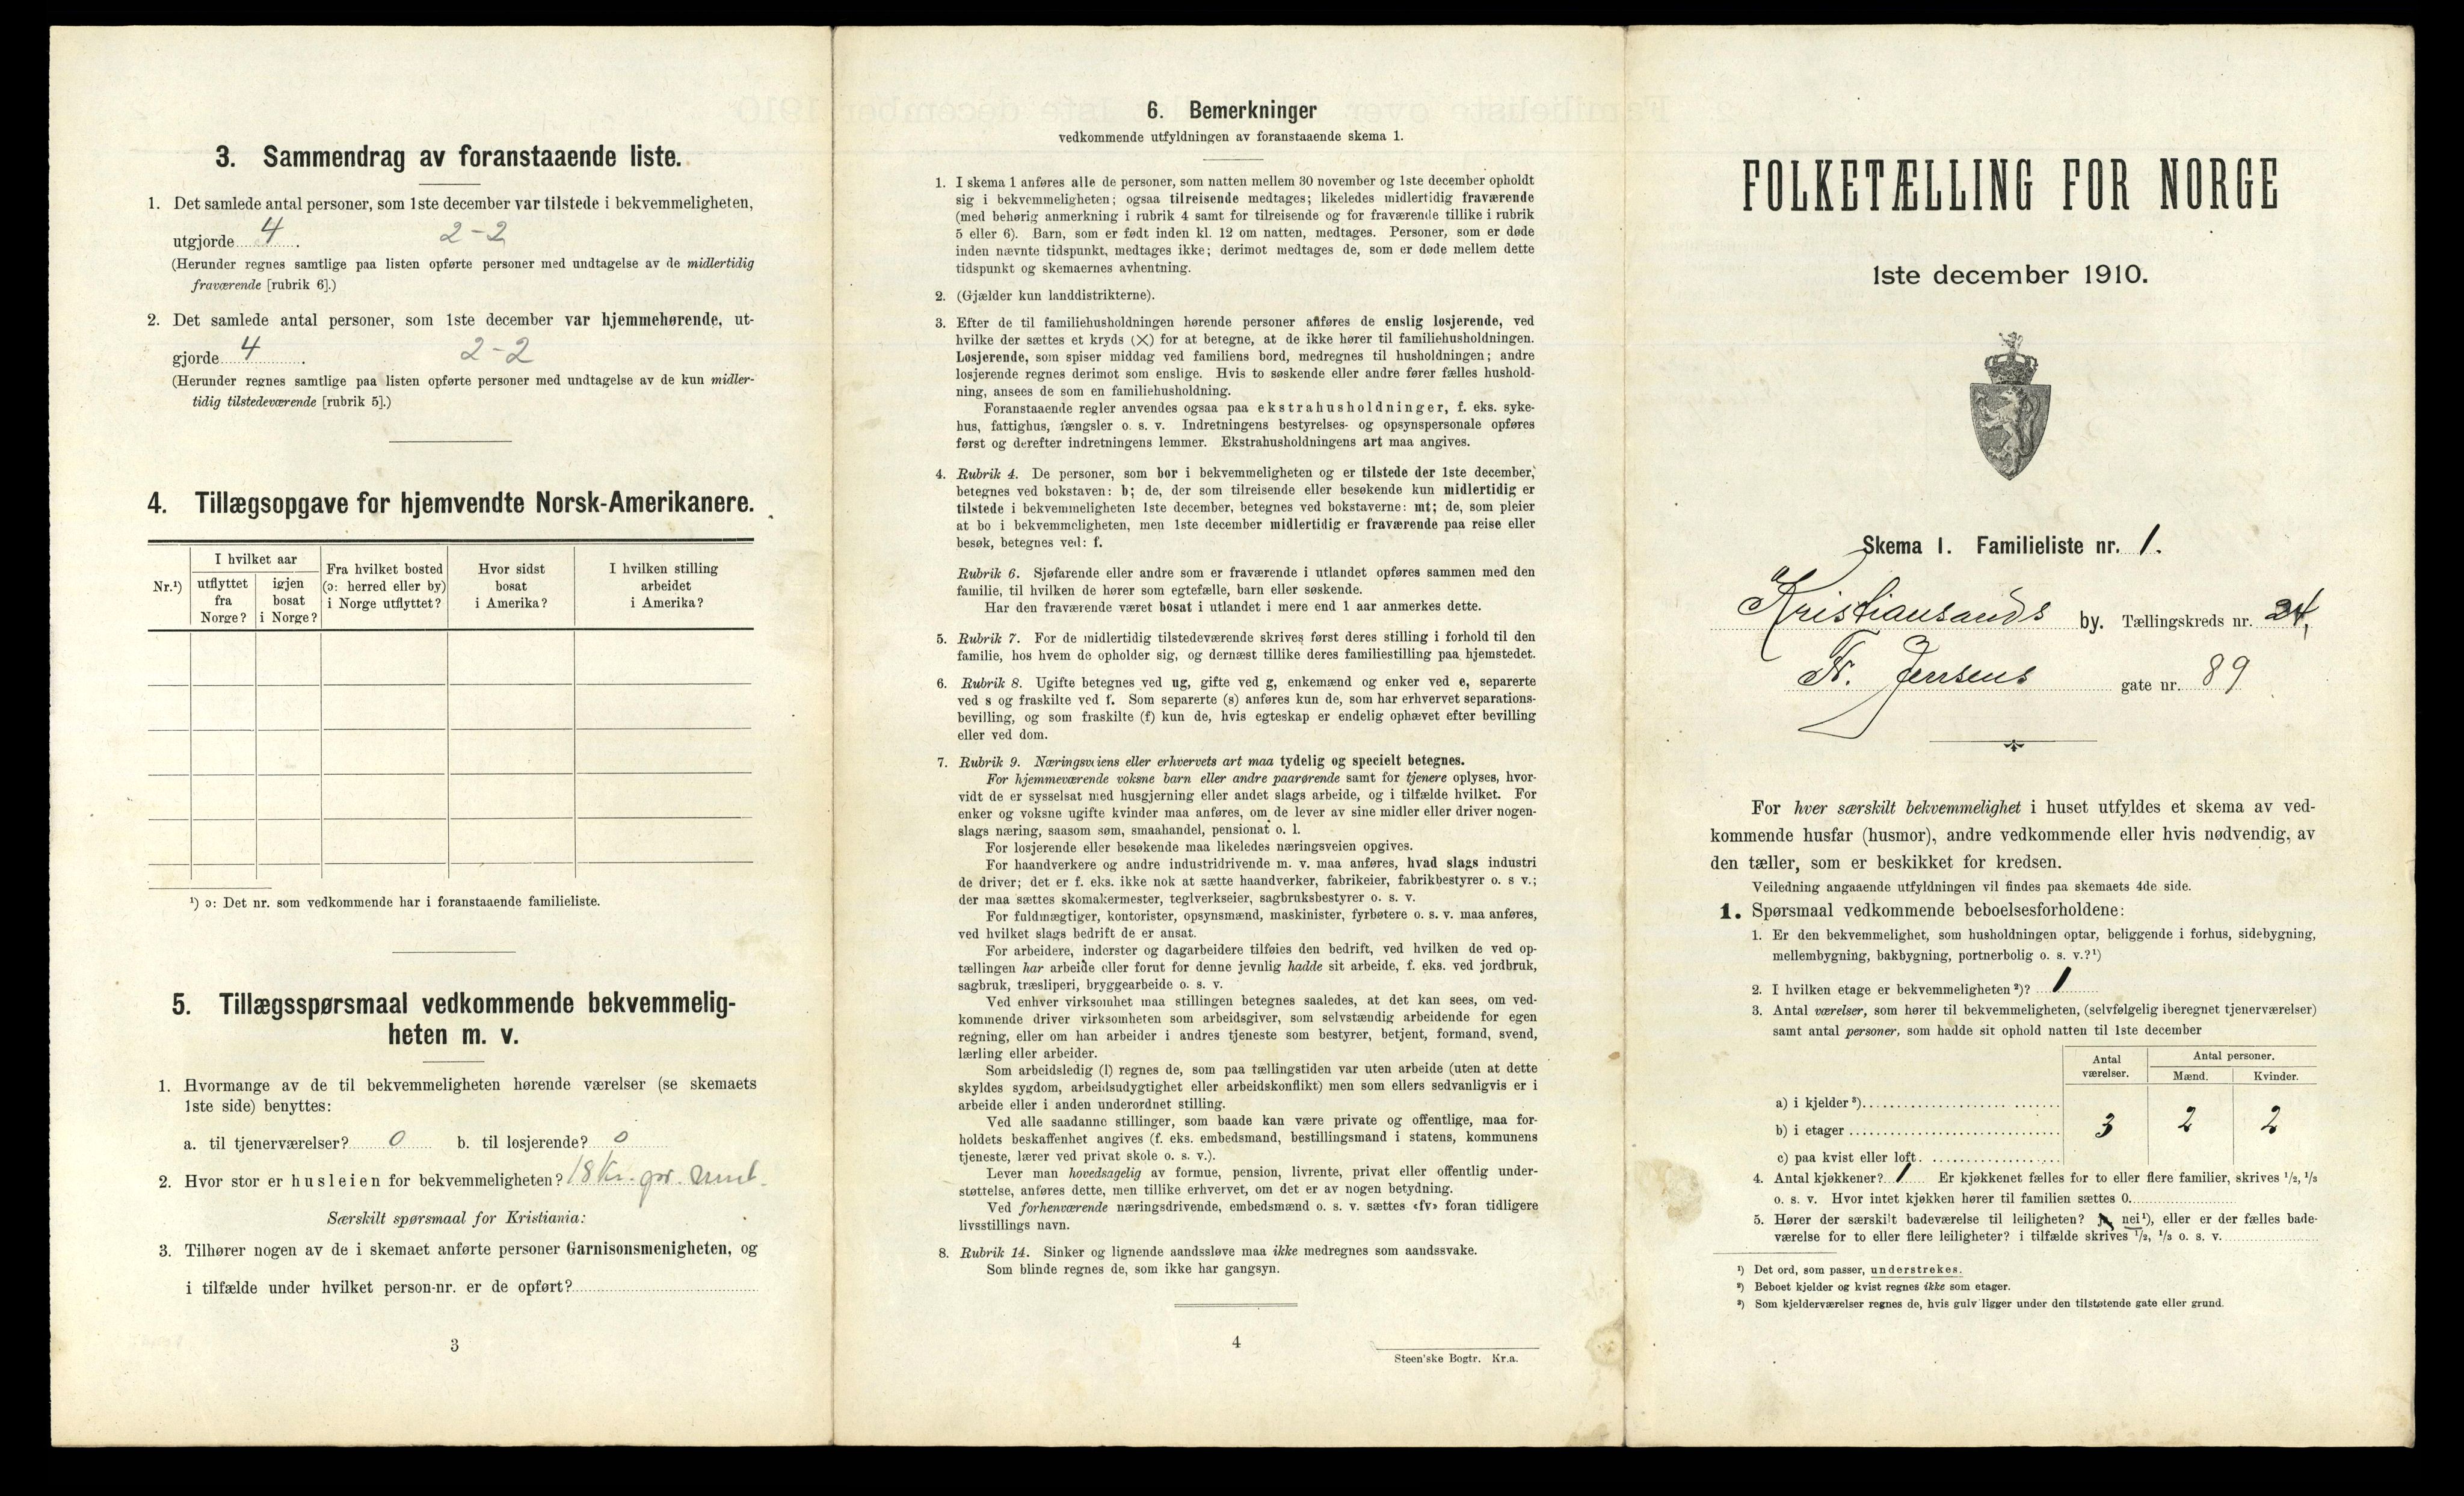 3. Sammendrag av foranstaaende liste.
1. Det samlede antal personer, som 1ste december var tilstede i bekvemmeligheten,
utgjorde 4. 2-2
(Herunder regnes samtlige paa listen opførte personer med undtagelse av de midlertidig
fraværende [rubrik 6].)
2. Det samlede antal personer, som 1ste december var hjemmehørende, ut-
gjorde 4. 2-2
(Herunder regnes samtlige paa listen opførte personer med undtagelse av de kun midler-
tidig tilstedeværende [rubrik 5].)
4. Tillægsopgave for hjemvendte Norsk-Amerikanere.
Nr.¹)
I hvilket aar
utflyttet
fra
Norge?
igjen
bosat
i Norge?
Fra hvilket bosted
(ɔ: herred eller by)
i Norge utflyttet?
Hvor sidst
bosat
i Amerika?
I hvilken stilling
arbeidet
i Amerika?
¹) ɔ: Det nr. som vedkommende har i foranstaaende familieliste.
5. Tillægsspørsmaal vedkommende bekvemmelig-
heten m. v.
1. Hvormange av de til bekvemmeligheten hørende værelser (se skemaets
1ste side) benyttes:
a. til tjenerværelser? 0 b. til losjerende? 0
2. Hvor stor er husleien for bekvemmeligheten? 18 Kr. pr.
Særskilt spørsmaal for Kristiania:
3. Tilhører nogen av de i skemaet anførte personer Garnisonsmenigheten, og
i tilfælde under hvilket person-nr. er de opført?
3
6. Bemerkninger
vedkommende utfyldningen av foranstaaende skema 1.
1. I skema 1 anføres alle de personer, som natten mellem 30 november og 1ste december opholdt
sig i bekvemmeligheten; ogsaa tilreisende medtages; likeledes midlertidig fraværende
(med behørig anmerkning i rubrik 4 samt for tilreisende og for fraværende tillike i rubrik
5 eller 6). Barn, som er født inden kl. 12 om natten, medtages. Personer, som er døde
inden nævnte tidspunkt, medtages ikke; derimot medtages de, som er døde mellem dette
tidspunkt og skemaernes avhentning.
2. (Gjælder kun landdistrikterne).
3. Efter de til familiehusholdningen hørende personer anføres de enslig losjerende, ved
hvilke der sættes et kryds (×) for at betegne, at de ikke hører til familiehusholdningen.
Losjerende, som spiser middag ved familiens bord, medregnes til husholdningen; andre
losjerende regnes derimot som enslige. Hvis to søskende eller andre fører fælles hushold-
ning, ansees de som en familiehusholdning.
Foranstaaende regler anvendes ogsaa paa ekstrahusholdninger, f. eks. syke-
hus, fattighus, fængsler o. s. v. Indretningens bestyrelses- og opsynspersonale opføres
først og derefter indretningens lemmer. Ekstrahusholdningens art maa angives.
4. Rubrik 4. De personer, som bor i bekvemmeligheten og er tilstede der 1ste december,
betegnes ved bokstaven: b; de, der som tilreisende eller besøkende kun midlertidig er
tilstede i bekvemmeligheten 1ste december, betegnes ved bokstaverne: mt; de, som pleier
at bo i bekvemmeligheten, men 1ste december midlertidig er fraværende paa reise eller
besøk, betegnes ved: f.
Rubrik 6. Sjøfarende eller andre som er fraværende i utlandet opføres sammen med den
familie, til hvilken de hører som egtefælle, barn eller søskende.
Har den fraværende været bosat i utlandet i mere end 1 aar anmerkes dette.
5. Rubrik 7. For de midlertidig tilstedeværende skrives først deres stilling i forhold til den
familie, hos hvem de opholder sig, og dernæst tillike deres familiestilling paa hjemstedet.
6. Rubrik 8. Ugifte betegnes ved ug, gifte ved g, enkemænd og enker ved e, separerte
ved s og fraskilte ved f. Som separerte (s) anføres kun de, som har erhvervet separations-
bevilling, og som fraskilte (f) kun de, hvis egteskap er endelig ophævet efter bevilling
eller ved dom.
7. Rubrik 9. Næringsveiens eller erhvervets art maa tydelig og specielt betegnes.
For hjemmeværende voksne barn eller andre paarørende samt for tjenere oplyses, hvor-
vidt de er sysselsat med husgjerning eller andet slags arbeide, og i tilfælde hvilket. For
enker og voksne ugifte kvinder maa anføres, om de lever av sine midler eller driver nogen-
slags næring, saasom søm, smaahandel, pensionat o. l.
For losjerende eller besøkende maa likeledes næringsveien opgives.
For haandverkere og andre industridrivende m. v. maa anføres, hvad slags industri
de driver; det er f. eks. ikke nok at sætte haandverker, fabrikeier, fabrikbestyrer o. s v.;
der maa sættes skomakermester, teglverkseier, sagbruksbestyrer o. s. v.
For fuldmægtiger, kontorister, opsynsmænd, maskinister, fyrbøtere o. s. v. maa anføres,
ved hvilket slags bedrift de er ansat.
For arbeidere, inderster og dagarbeidere tilføies den bedrift, ved hvilken de ved op-
tællingen har arbeide eller forut for denne jevnlig hadde sit arbeide, f. eks. ved jordbruk,
sagbruk, træsliperi, bryggearbeide o. s. v.
Ved enhver virksomhet maa stillingen betegnes saaledes, at det kan sees, om ved-
kommende driver virksomheten som arbeidsgiver, som selvstændig arbeidende for egen
regning, eller om han arbeider i andres tjeneste som bestyrer, betjent, formand, svend,
lærling eller arbeider.
Som arbeidsledig (l) regnes de, som paa tællingstiden var uten arbeide (uten at dette
skyldes sygdom, arbeidsudygtighet eller arbeidskonflikt) men som ellers sedvanligvis er i
arbeide eller i anden underordnet stilling.
Ved alle saadanne stillinger, som baade kan være private og offentlige, maa for-
holdets beskaffenhet angives (f. eks. embedsmand, bestillingsmand i statens, kommunens
tjeneste, lærer ved privat skole o. s. v.).
Lever man hovedsagelig av formue, pension, livrente, privat eller offentlig under-
støttelse, anføres dette, men tillike erhvervet, om det er av nogen betydning.
Ved forhenværende næringsdrivende, embedsmænd o. s. v. sættes «fv» foran tidligere
livsstillings navn.
8. Rubrik 14. Sinker og lignende aandssløve maa ikke medregnes som aandssvake.
Som blinde regnes de, som ikke har gangsyn.
4
Steen'ske Bogtr. Kr.a.
FOLKETÆLLING FOR NORGE
1ste december 1910.
Skema 1. Familieliste nr. 1.
Kristiansands by. Tællingskreds nr. 24,
Fr. Jensens gate nr. 89
For hver særskilt bekvemmelighet i huset utfyldes et skema av ved-
kommende husfar (husmor), andre vedkommende eller hvis nødvendig, av
den tæller, som er beskikket for kredsen.
Veiledning angaaende utfyldningen vil findes paa skemaets 4de side.
1. Spørsmaal vedkommende beboelsesforholdene:
1. Er den bekvemmelighet, som husholdningen optar, beliggende i forhus, sidebygning,
mellembygning, bakbygning, portnerbolig o. s. v.?¹)
2. I hvilken etage er bekvemmeligheten²)? 1
3. Antal værelser, som hører til bekvemmeligheten, (selvfølgelig iberegnet tjenerværelser)
samt antal personer, som hadde sit ophold natten til 1ste december
Antal
værelser.
Antal personer.
Mænd. Kvinder.
a) i kjelder³)
b) i etager 3 2 2
c) paa kvist eller loft.
4. Antal kjøkkener? 1 Er kjøkkenet fælles for to eller flere familier, skrives ¹/₂, ¹/₃
o. s. v. Hvor intet kjøkken hører til familien sættes 0.
5. Hører der særskilt badeværelse til leiligheten? ja, nei¹), eller er der fælles bade-
værelse for to eller flere leiligheter? i tilfælde skrives ¹/₂, ¹/₃ o. s. v.
¹) Det ord, som passer, understrekes.
²) Beboet kjelder og kvist regnes ikke som etager.
³) Som kjelderværelser regnes de, hvis gulv ligger under den tilstøtende gate eller grund.